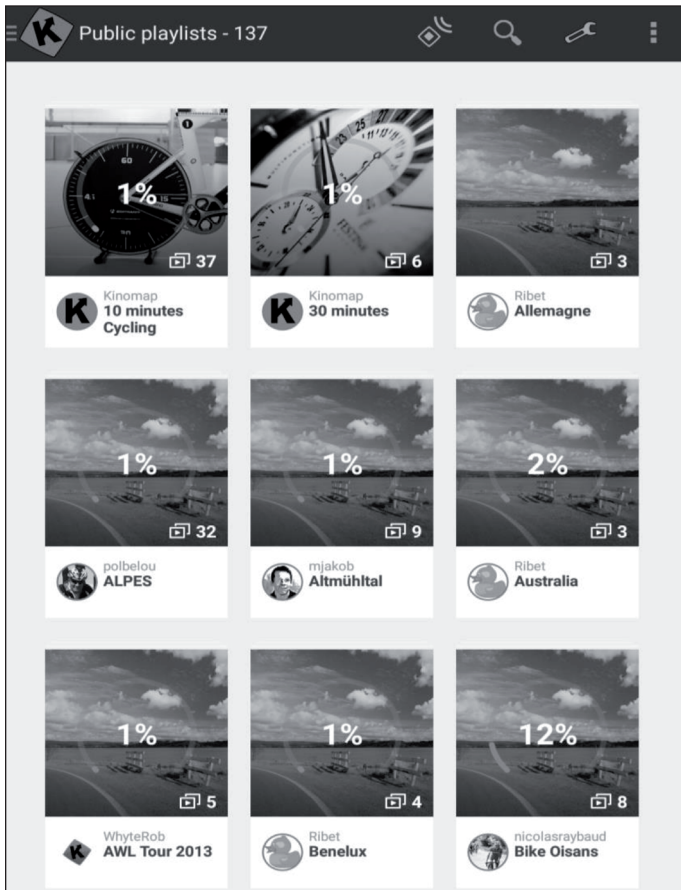 Public playlists - 137
1%
37
Kinomap
10 minutes
Cycling
1%
6
Kinomap
30 minutes
3
Ribet
Allemagne
1%
32
polbelou
ALPES
1%
9
mjakob
Altmühltal
2%
3
Ribet
Australia
1%
5
WhyteRob
AWL Tour 2013
1%
4
Ribet
Benelux
12%
8
nicolasraybaud
Bike Oisans